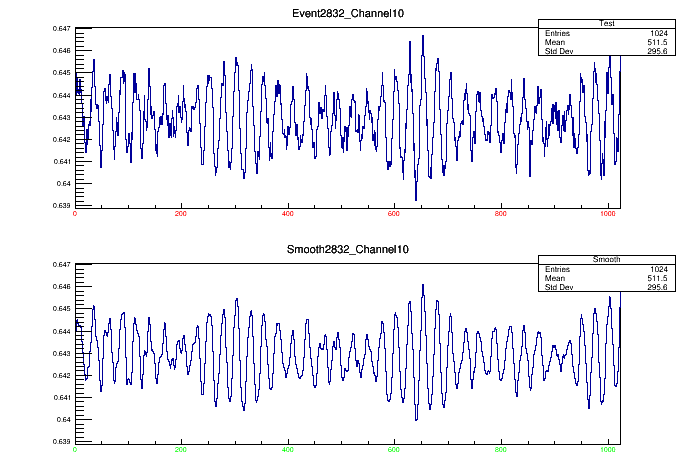 Event2832_Channel10
Test
Entries 1024
Mean 511.5
Std Dev 295.6
0.647
0.646
0.645
0.644
0.643
0.642
0.641
0.64
0.639
0 200 400 600 800 1000
Smooth2832_Channel10
Smooth
Entries 1024
Mean 511.5
Std Dev 295.6
0.647
0.646
0.645
0.644
0.643
0.642
0.641
0.64
0.639
0 200 400 600 800 1000